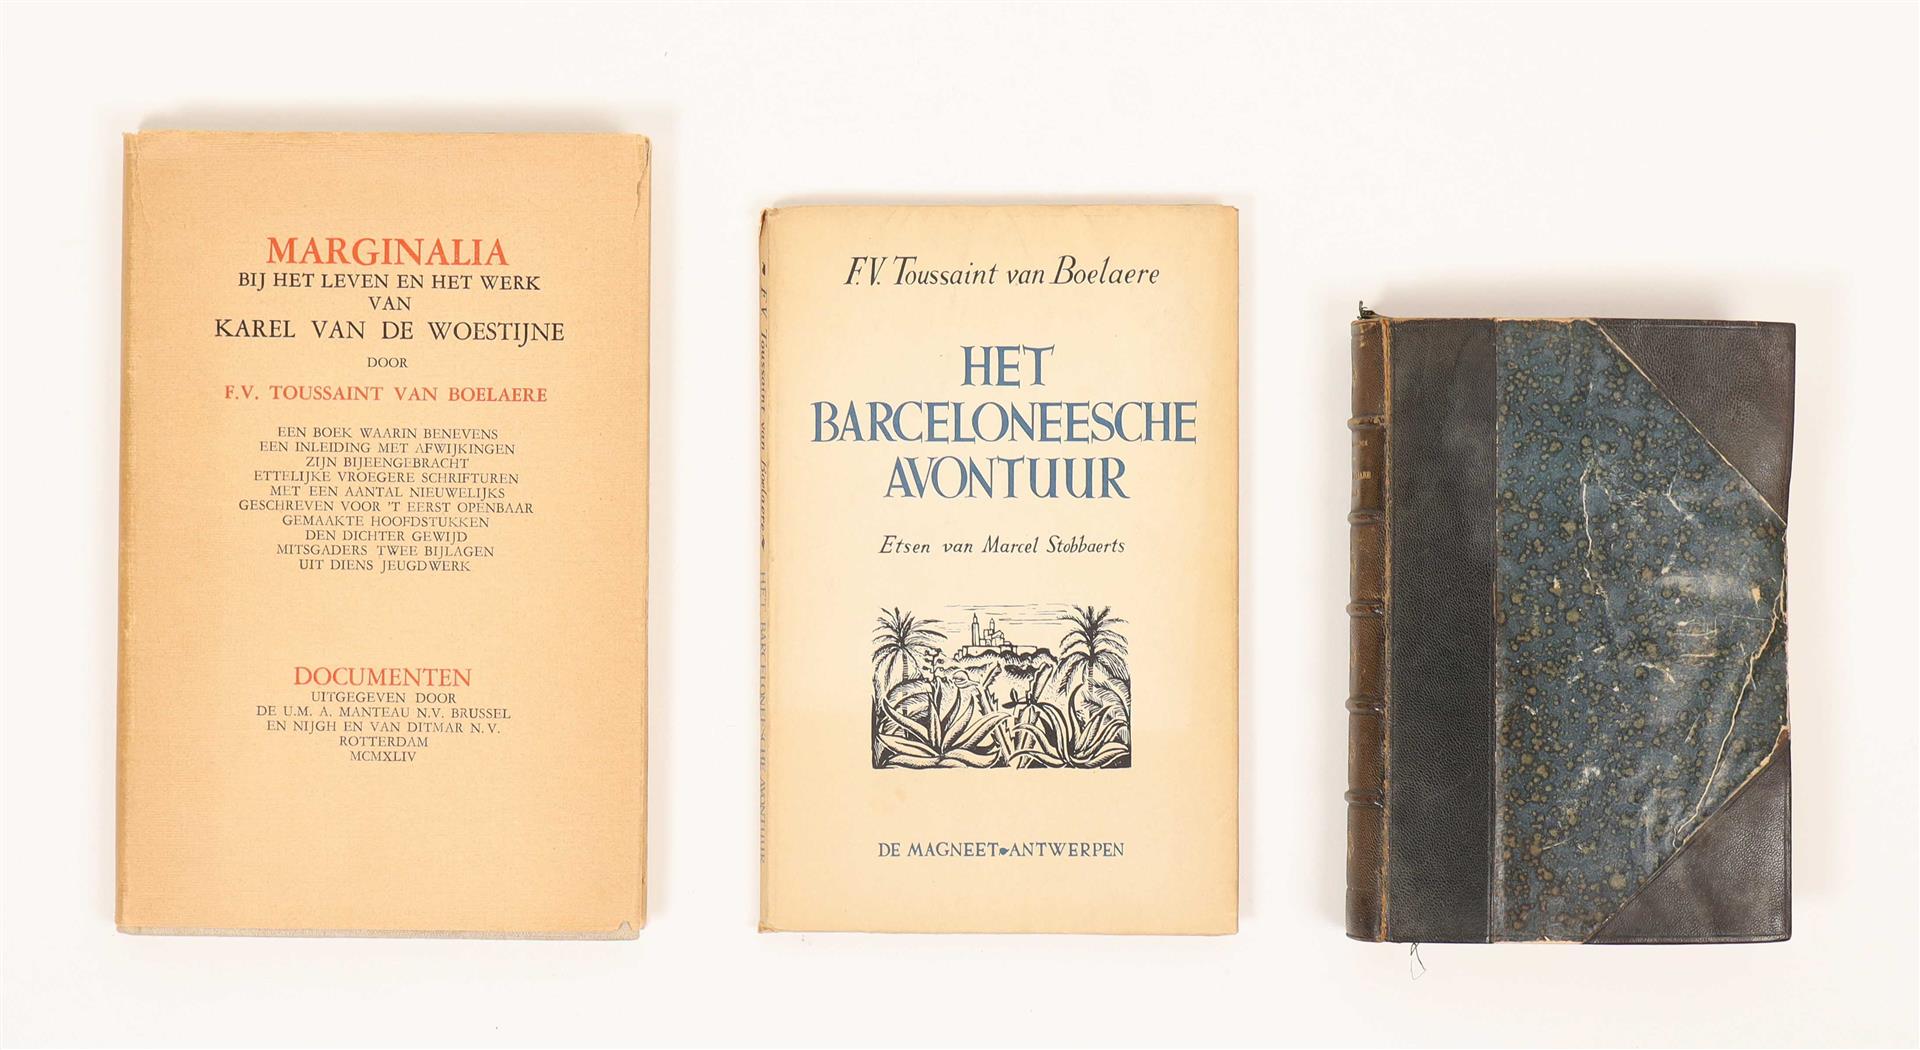 MARGINALIA
BIJ HET LEVEN EN HET WERK
VAN
KAREL VAN DE WOESTIJNE
DOOR
F.V. TOUSSAINT VAN BOELAERE
EEN BOEK WAARIN BENEVENS
EEN INLEIDING MET AFWIJKINGEN
ZIJN BIJEENGEBRACHT
ETTELIJKE VROEGERE SCHRIFTUREN
MET EEN AANTAL NIEUWELIJKS
GESCHREVEN VOOR 'T EERST OPENBAAR
GEMAAKTE HOOFDSTUKKEN
DEN DICHTER GEWIJD
MITSGADERS TWEE BIJLAGEN
UIT DIENS JEUGDWERK
DOCUMENTEN
UITGEGEVEN DOOR
DE U.M. A. MANTEAU N.V. BRUSSEL
EN NIJGH EN VAN DITMAR N.V.
ROTTERDAM
MCMXLIV
F.V. Toussaint van Boelaere HET BARCELONEESCHE AVONTUUR
F.V. Toussaint van Boelaere
HET
BARCELONEESCHE
AVONTUUR
Etsen van Marcel Stobbaerts
DE MAGNEET ANTWERPEN